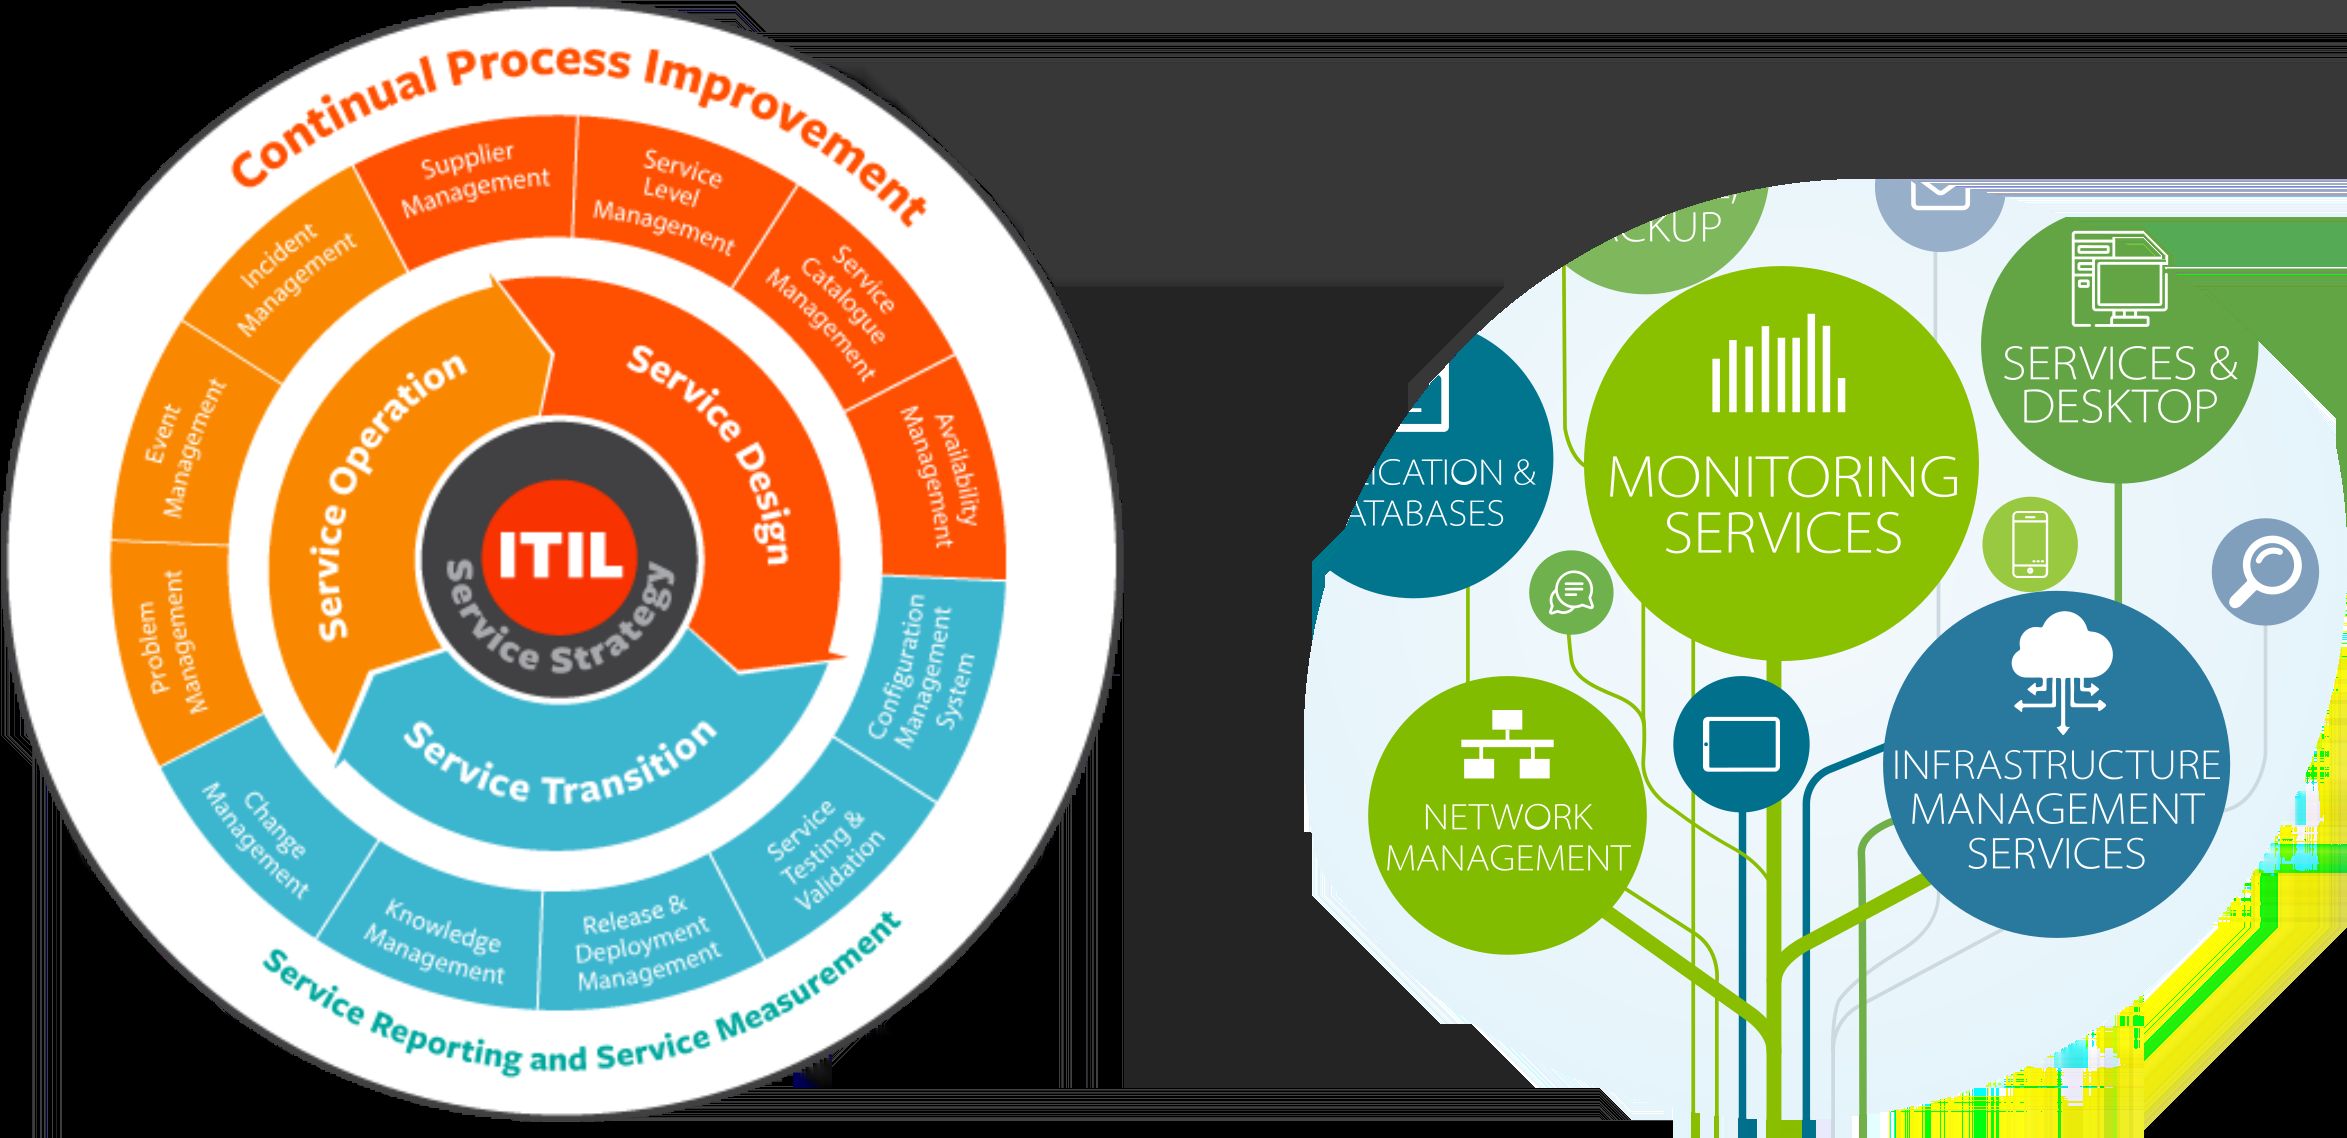 Continual Process Improvement
Supplier
Management
Service
Level
Management
Service
Catalogue
Management
Availability
Management
Configuration
Management
System
Service
Testing &
Validation
Release &
Deployment
Management
Knowledge
Management
Change
Management
Problem
Management
Event
Management
Incident
Management
Service Operation
Service Design
Service Transition
ITIL
Service Strategy
Service Reporting and Service Measurement
CKUP
MONITORING
SERVICES
SERVICES &
DESKTOP
ICATION &
ATABASES
NETWORK
MANAGEMENT
INFRASTRUCTURE
MANAGEMENT
SERVICES